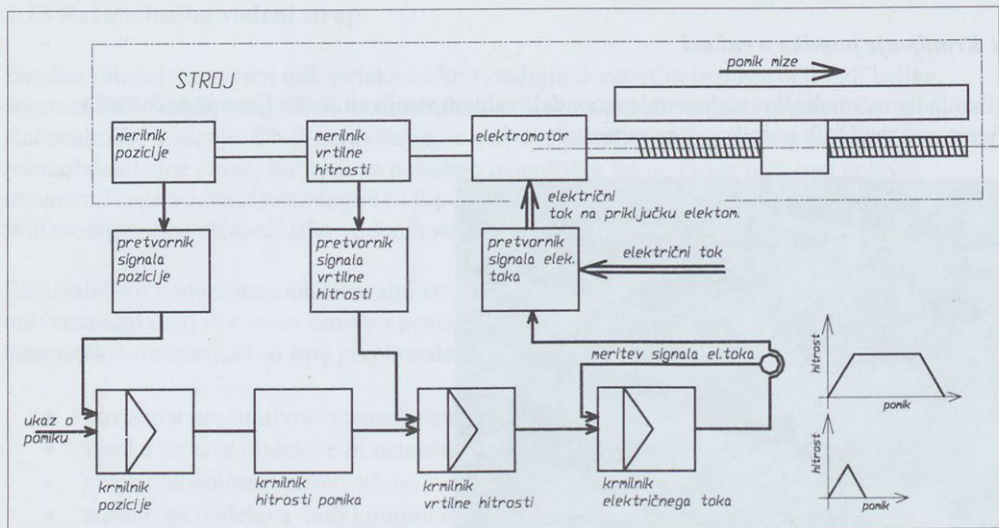 STROJ
pomik mize
merilnik
pozicije
merilnik
vrtilne
hitrosti
elektromotor
električni
tok na priključku elektom.
pretvornik
signala
pozicije
pretvornik
signala
vrtilne
hitrosti
pretvornik
signala elek.
toka
električni tok
meritev signala el.toka
hitrost
pomik
ukaz o
pomiku
krmilnik
pozicije
krmilnik
hitrosti pomika
krmilnik
vrtilne hitrosti
krmilnik
električnega toka
hitrost
pomik